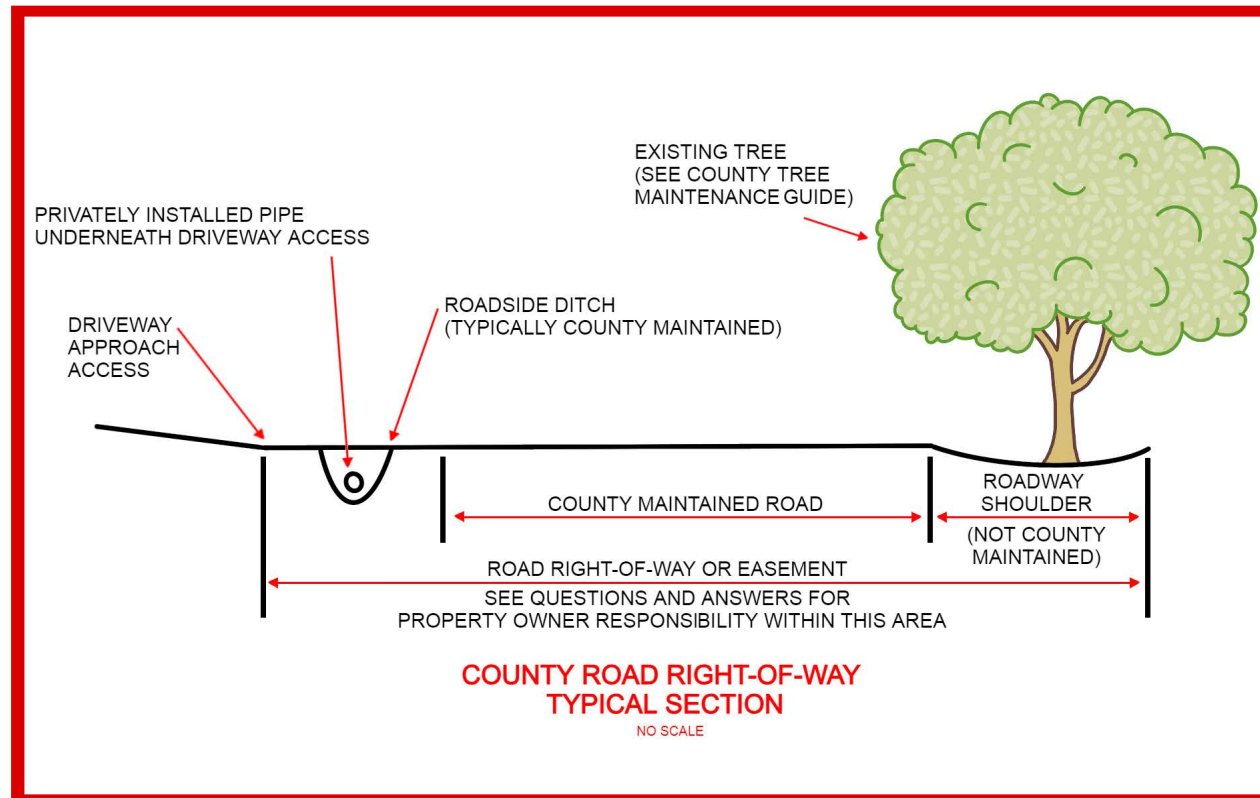 EXISTING TREE
(SEE COUNTY TREE
MAINTENANCE GUIDE)
PRIVATELY INSTALLED PIPE
UNDERNEATH DRIVEWAY ACCESS
ROADSIDE DITCH
(TYPICALLY COUNTY MAINTAINED)
DRIVEWAY
APPROACH
ACCESS
COUNTY MAINTAINED ROAD
ROADWAY
SHOULDER
(NOT COUNTY
MAINTAINED)
ROAD RIGHT-OF-WAY OR EASEMENT
SEE QUESTIONS AND ANSWERS FOR
PROPERTY OWNER RESPONSIBILITY WITHIN THIS AREA
COUNTY ROAD RIGHT-OF-WAY
TYPICAL SECTION
NO SCALE